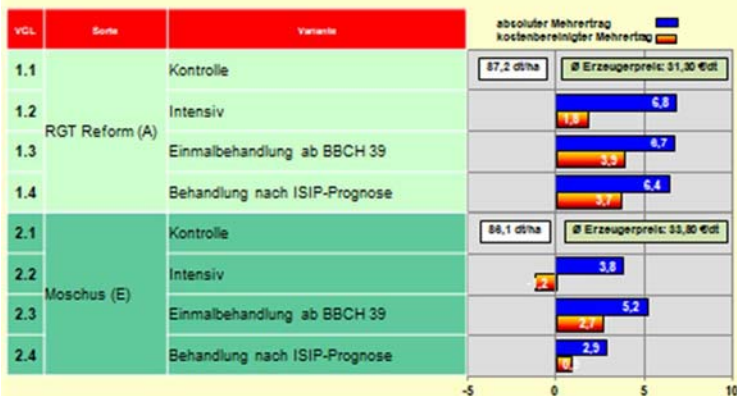 VGL. Sorte Variante
absoluter Mehrertrag
kostenbereinigter Mehrertrag
1.1 Kontrolle 87,2 dt/ha Ø Erzeugerpreis: 31,30 €/dt
1.2 Intensiv 6,8
1,8
RGT Reform (A)
1.3 Einmalbehandlung ab BBCH 39 6,7
3,9
1.4 Behandlung nach ISIP-Prognose 6,4
3,7
2.1 Kontrolle 86,1 dt/ha Ø Erzeugerpreis: 33,80 €/dt
2.2 Intensiv 3,8
Moschus (E)
2.3 Einmalbehandlung ab BBCH 39 5,2
2,7
2.4 Behandlung nach ISIP-Prognose 2,9
-5 0 5 10